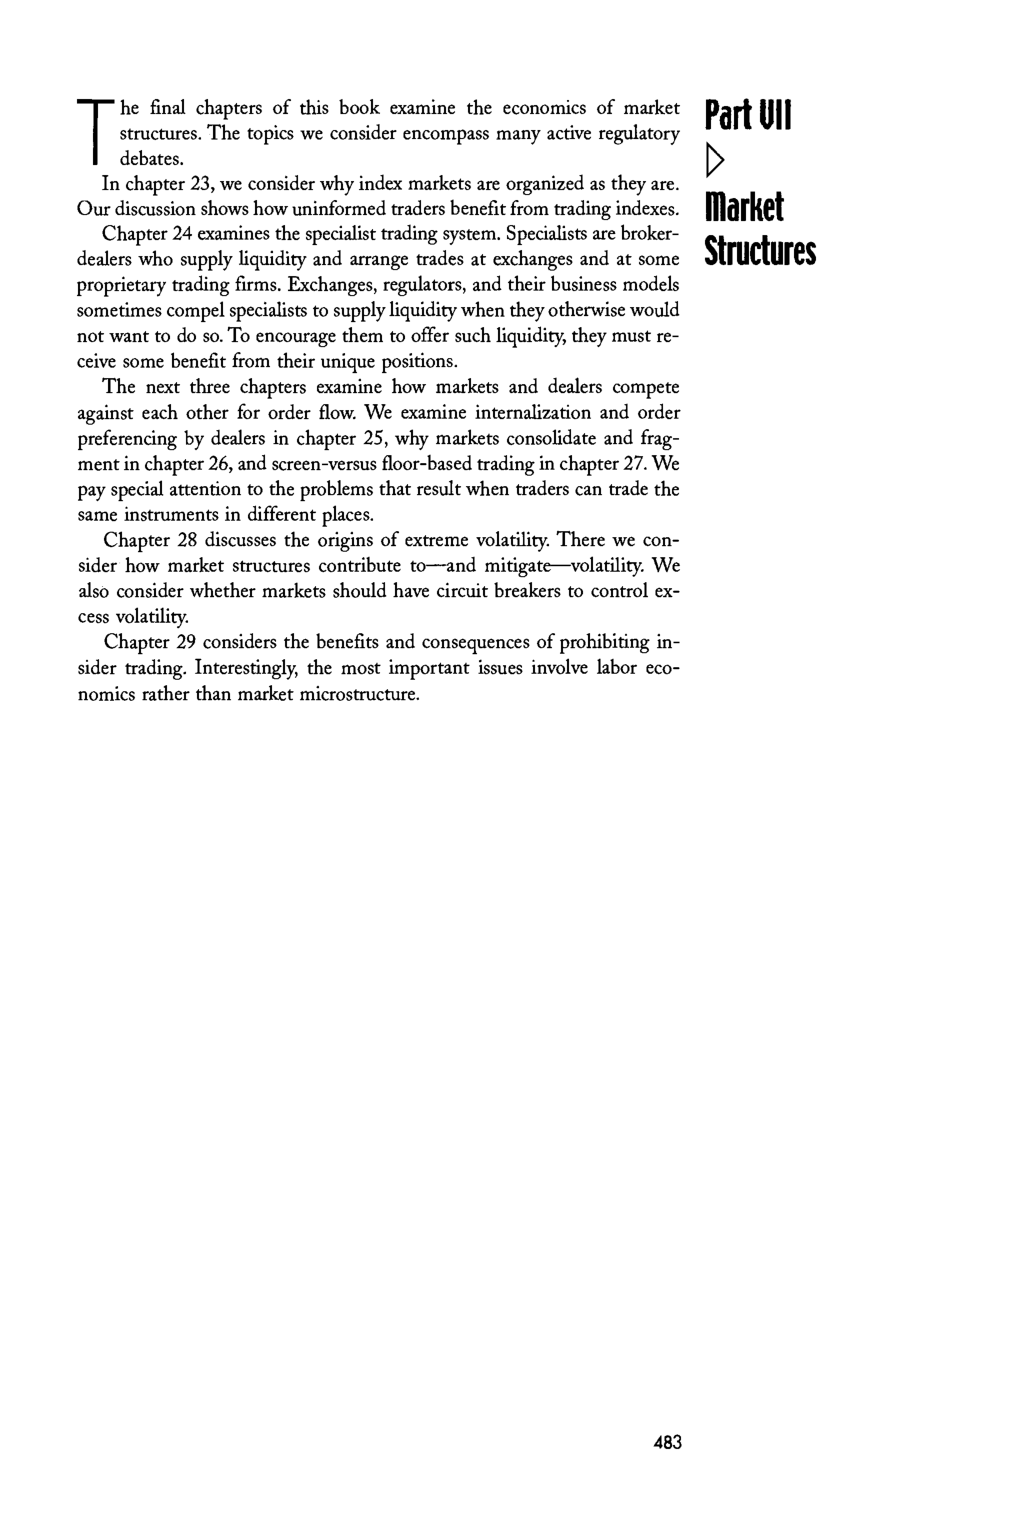 The final chapters of this book examine the economics of market
structures. The topics we consider encompass many active regulatory
debates.
In chapter 23, we consider why index markets are organized as they are.
Our discussion shows how uninformed traders benefit from trading indexes.
Chapter 24 examines the specialist trading system. Specialists are broker-
dealers who supply liquidity and arrange trades at exchanges and at some
proprietary trading firms. Exchanges, regulators, and their business models
sometimes compel specialists to supply liquidity when they otherwise would
not want to do so. To encourage them to offer such liquidity, they must re-
ceive some benefit from their unique positions.
The next three chapters examine how markets and dealers compete
against each other for order flow. We examine internalization and order
preferencing by dealers in chapter 25, why markets consolidate and frag-
ment in chapter 26, and screen-versus floor-based trading in chapter 27. We
pay special attention to the problems that result when traders can trade the
same instruments in different places.
Chapter 28 discusses the origins of extreme volatility. There we con-
sider how market structures contribute to—and mitigate—volatility. We
also consider whether markets should have circuit breakers to control ex-
cess volatility.
Chapter 29 considers the benefits and consequences of prohibiting in-
sider trading. Interestingly, the most important issues involve labor eco-
nomics rather than market microstructure.
Part VII
▷
Market
Structures
483